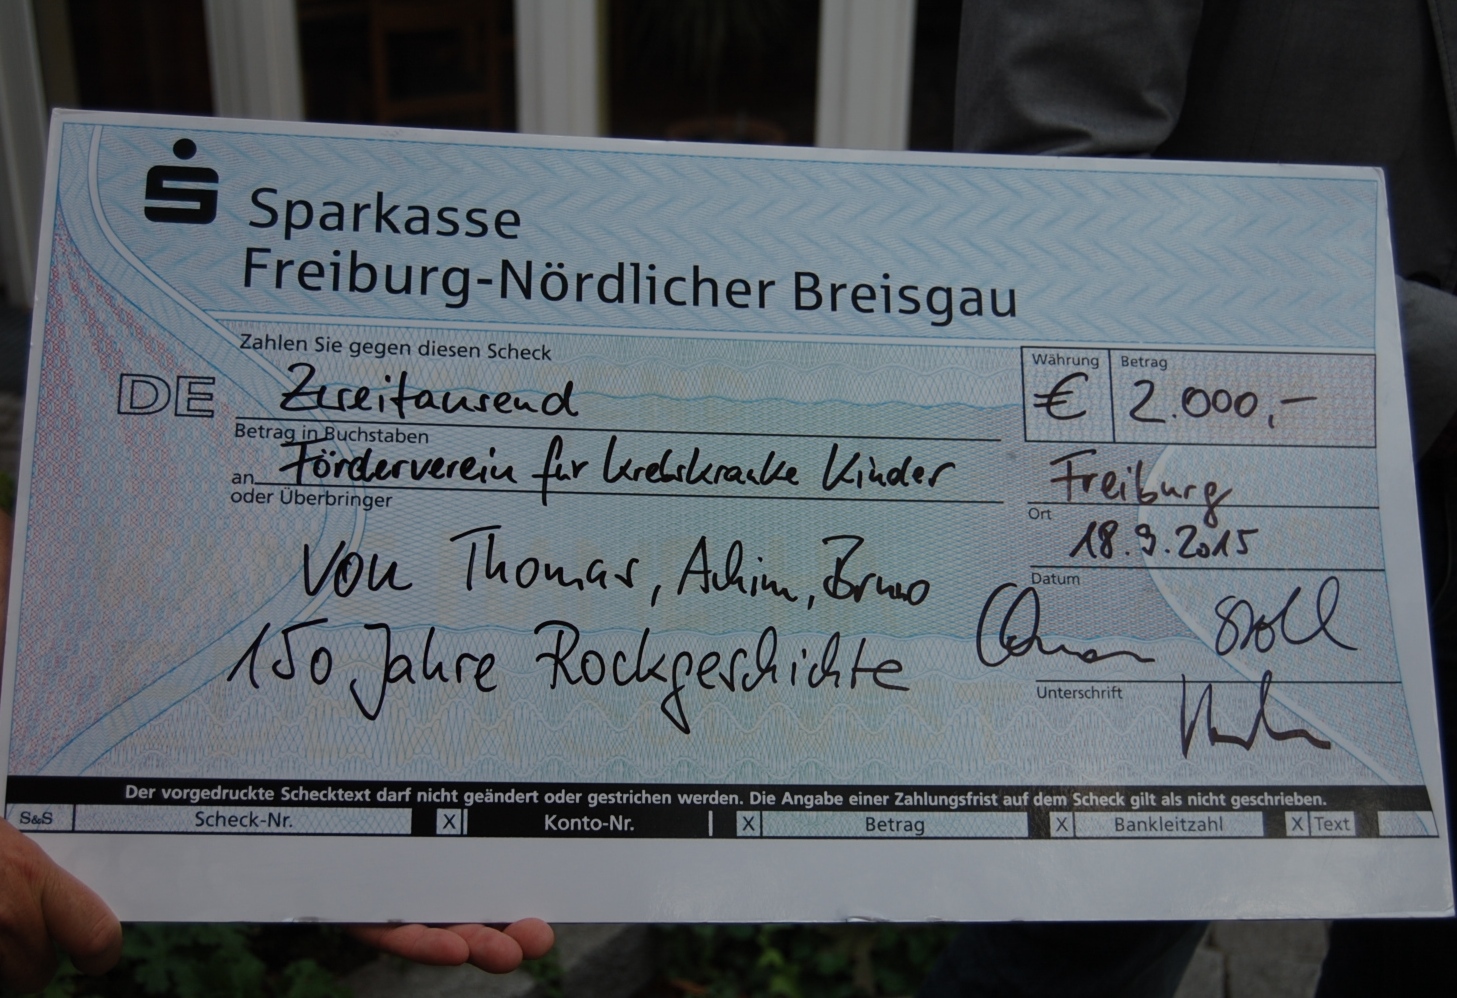 Sparkasse
Freiburg-Nördlicher Breisgau
Zahlen Sie gegen diesen Scheck
Währung
Betrag
DE
Zweitausend
€
2.000,-
Betrag in Buchstaben
an
Förderverein für krebskranke Kinder
Freiburg
oder Überbringer
Ort
18.9.2015
von Thomas, Achim, Bruno
Datum
150 Jahre Rockgeschichte
Unterschrift
Der vorgedruckte Schecktext darf nicht geändert oder gestrichen werden. Die Angabe einer Zahlungsfrist auf dem Scheck gilt als nicht geschrieben.
S&S Scheck-Nr. X Konto-Nr. X Betrag X Bankleitzahl X Text